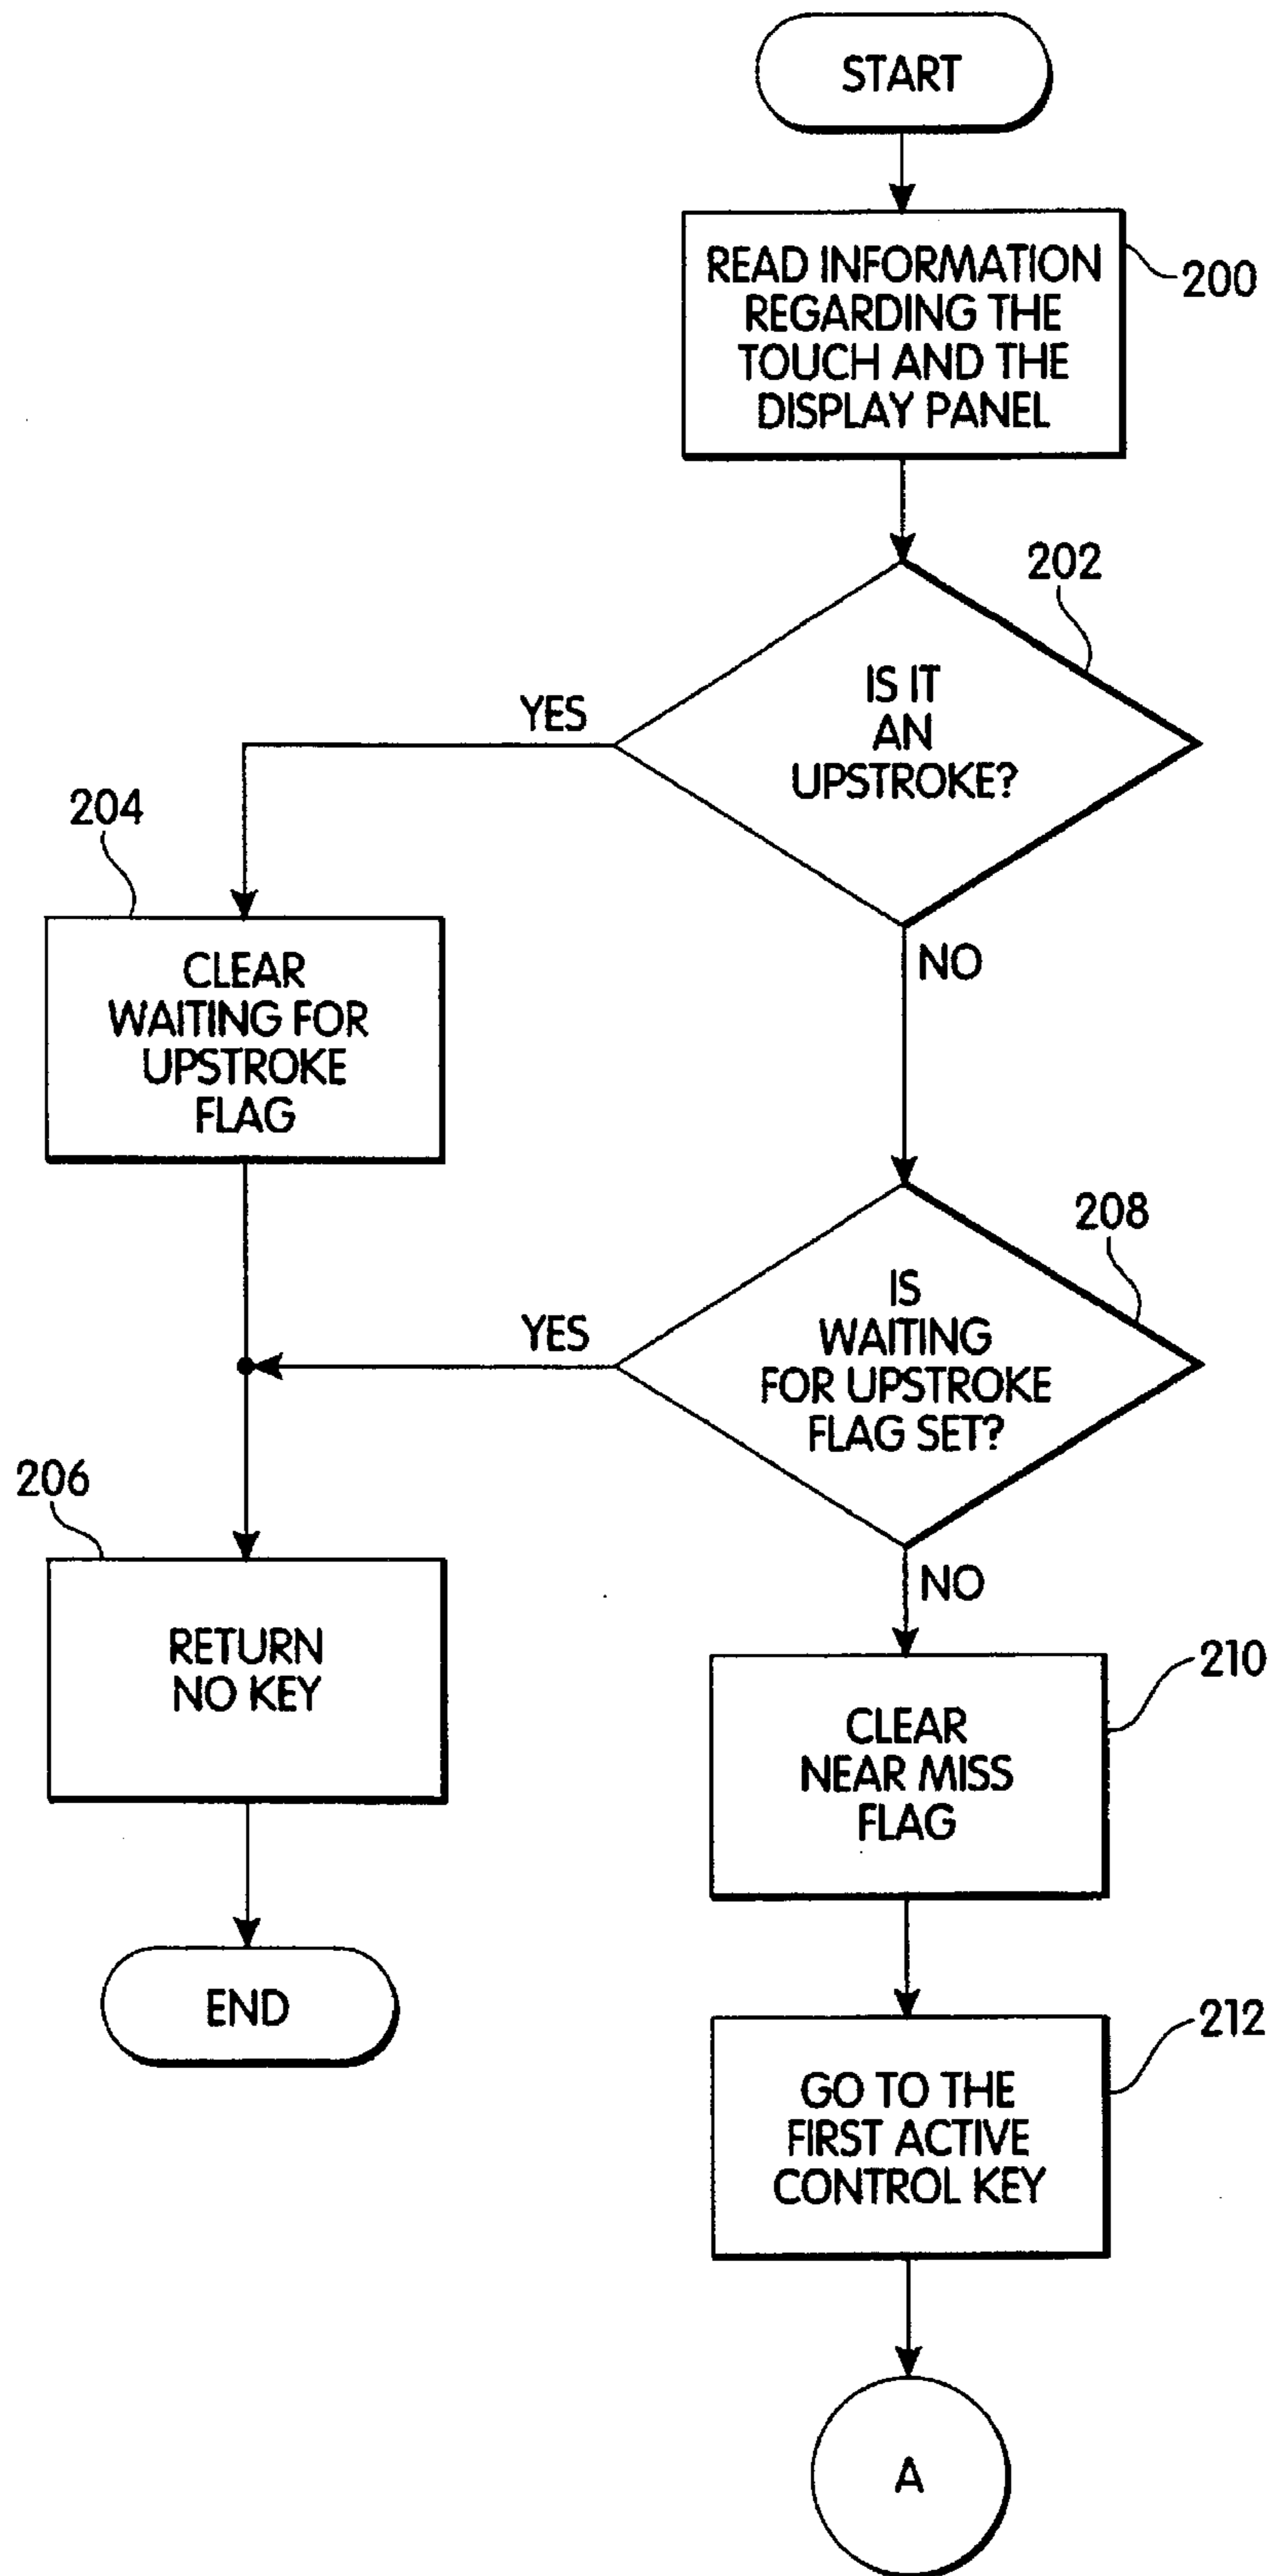 START
READ INFORMATION
REGARDING THE
TOUCH AND THE
DISPLAY PANEL
200
202
IS IT
AN
UPSTROKE?
YES
NO
204
CLEAR
WAITING FOR
UPSTROKE
FLAG
208
IS
WAITING
FOR UPSTROKE
FLAG SET?
YES
NO
206
RETURN
NO KEY
END
210
CLEAR
NEAR MISS
FLAG
212
GO TO THE
FIRST ACTIVE
CONTROL KEY
A